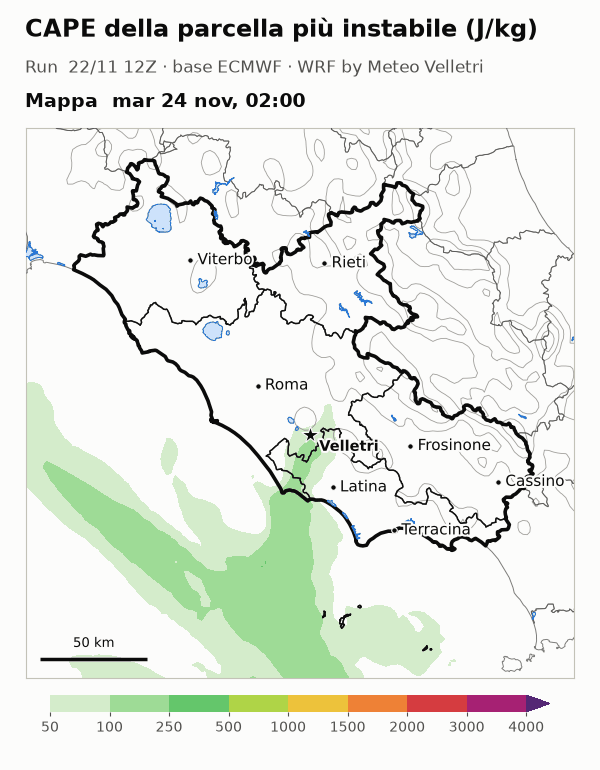 CAPE della parcella più instabile (J/kg)
Run  22/11 12Z · base ECMWF · WRF by Meteo Velletri
Mappa  mar 24 nov, 02:00
Viterbo
Rieti
Roma
Velletri
Frosinone
Latina
Cassino
Terracina
50 km
50 100 250 500 1000 1500 2000 3000 4000